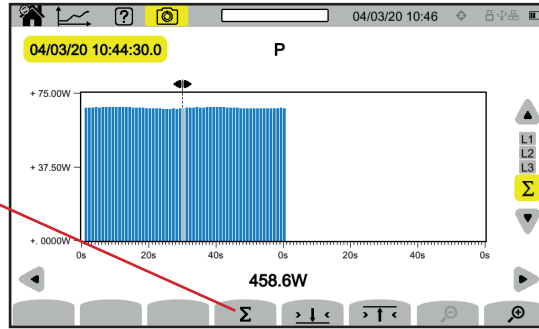 ?
04/03/20 10:46
04/03/20 10:44:30.0
P
+ 75.00W
+ 37.50W
+. 0000W
0s 20s 40s 0s 20s 40s 0s
L1
L2
L3
Σ
458.6W
Σ